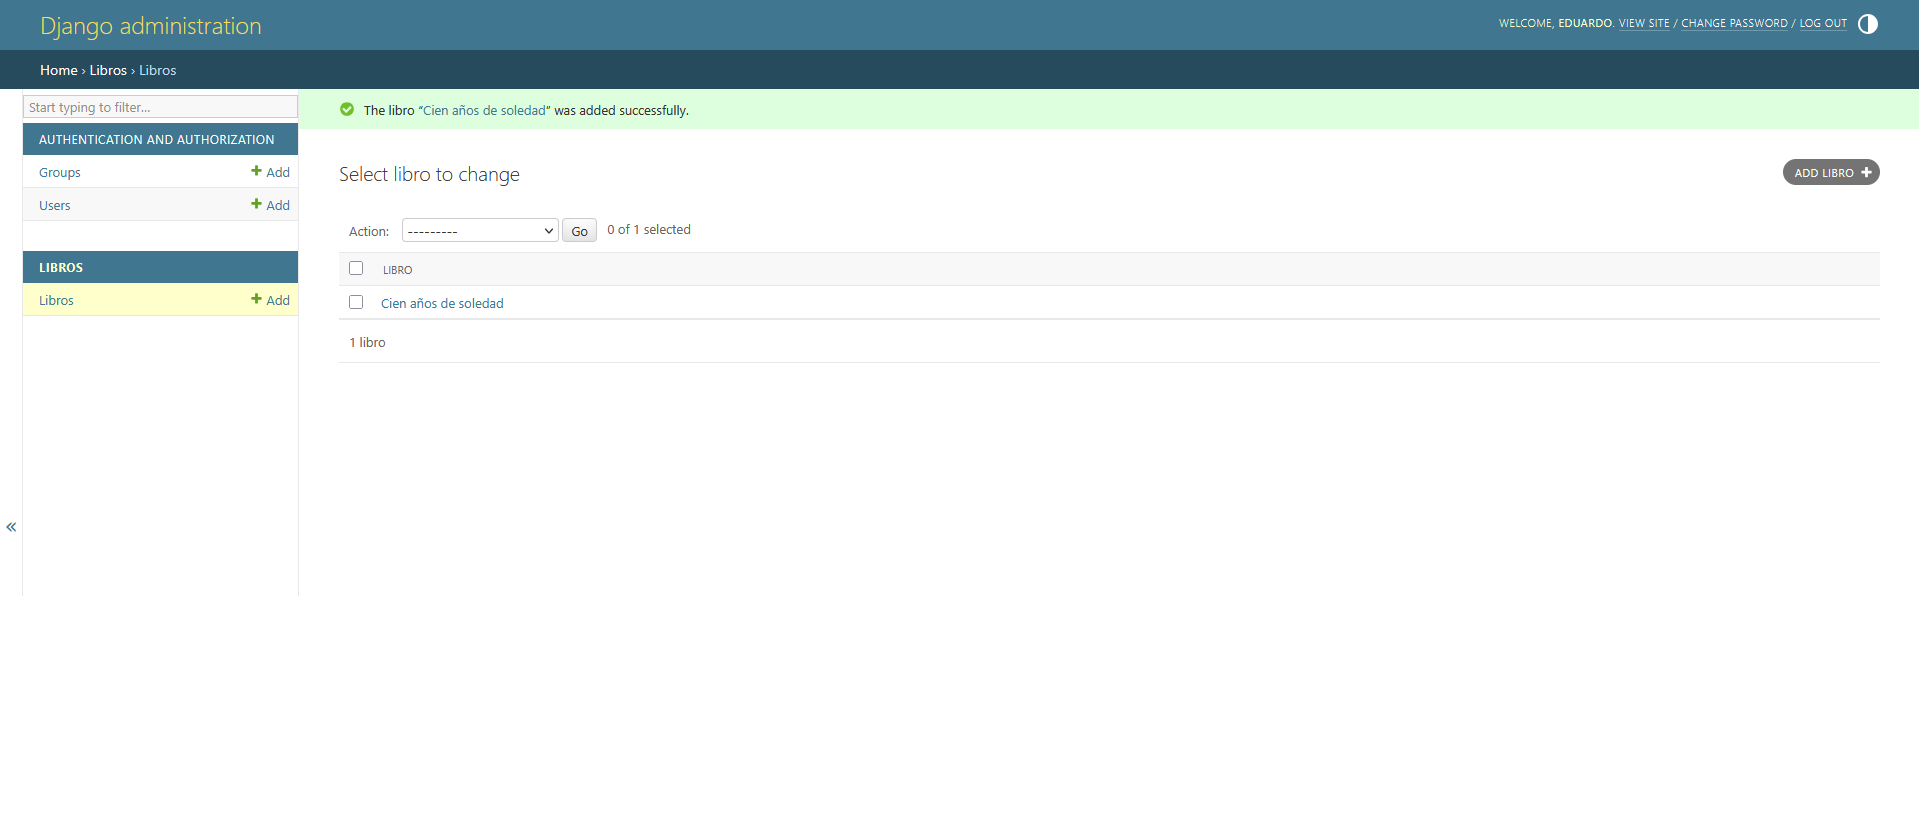 Django administration
WELCOME, EDUARDO. VIEW SITE / CHANGE PASSWORD / LOG OUT
Home › Libros › Libros
Start typing to filter...
AUTHENTICATION AND AUTHORIZATION
Groups + Add
Users + Add
LIBROS
Libros + Add
«
The libro “Cien años de soledad” was added successfully.
Select libro to change
ADD LIBRO +
Action: --------- Go 0 of 1 selected
LIBRO
Cien años de soledad
1 libro